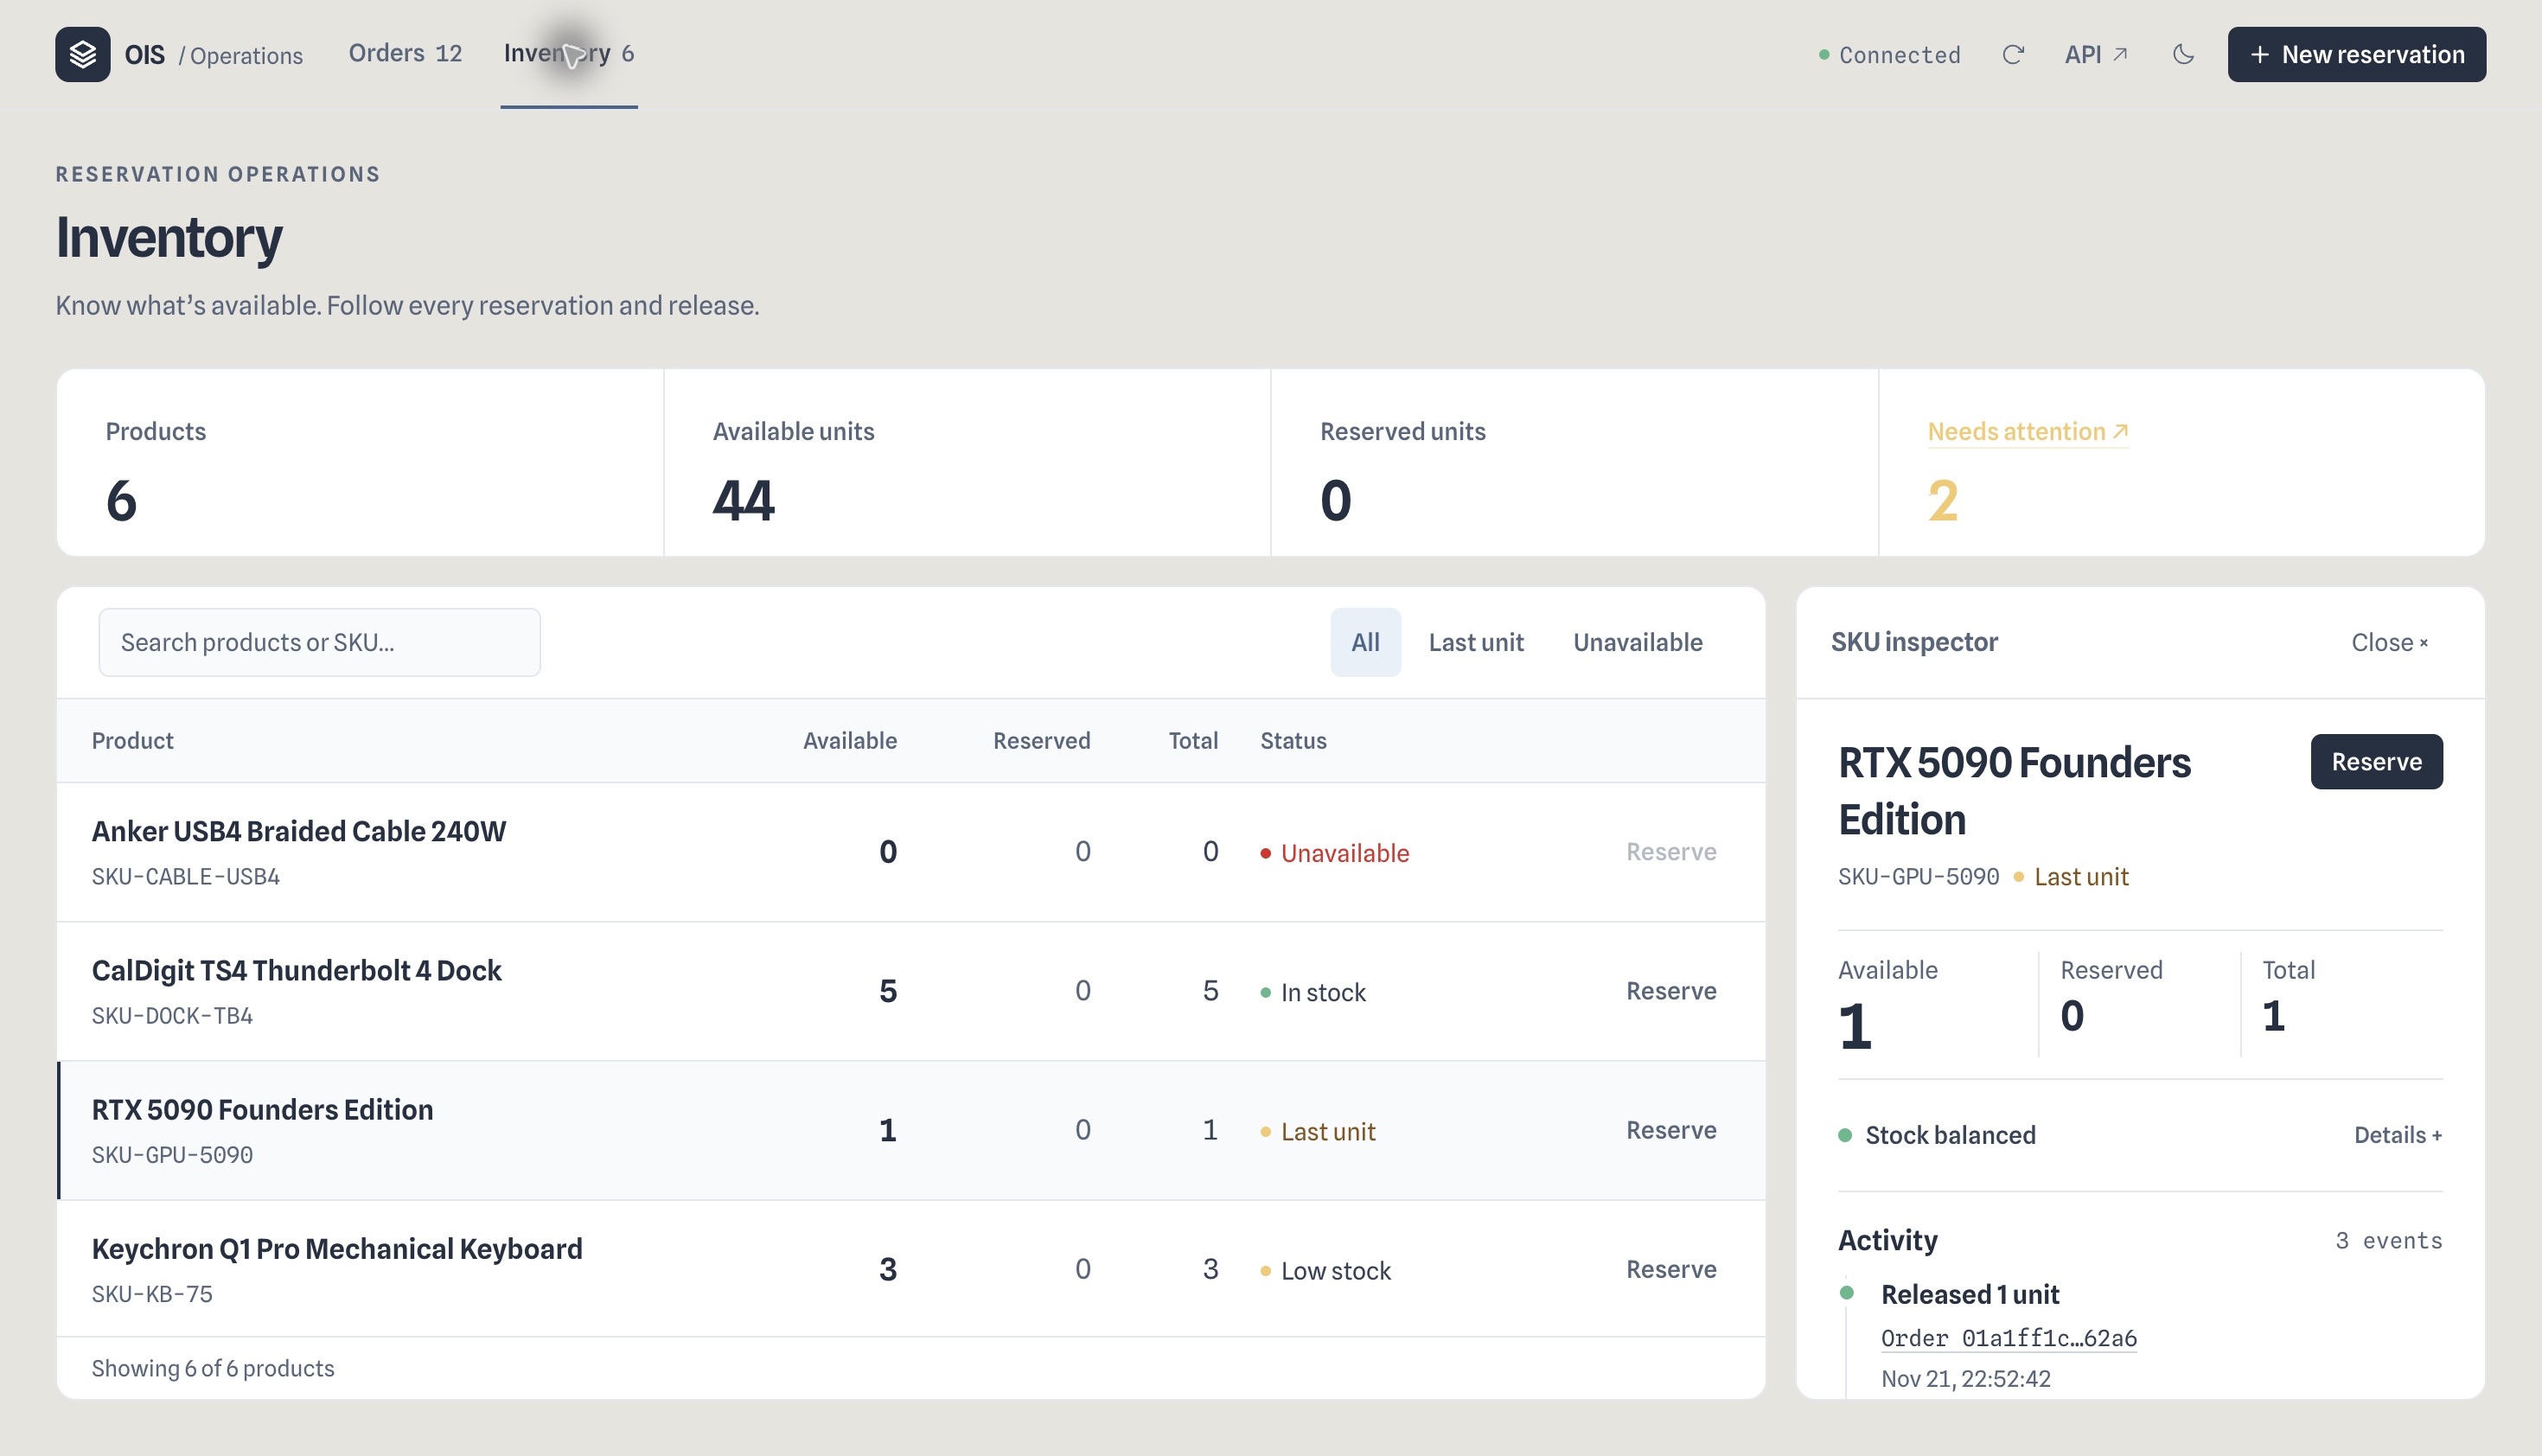 OIS / Operations Orders 12 Inventory 6 Connected API ↗ + New reservation
RESERVATION OPERATIONS
Inventory
Know what’s available. Follow every reservation and release.
Products Available units Reserved units Needs attention ↗
6 44 0 2
Search products or SKU... All Last unit Unavailable
Product Available Reserved Total Status
Anker USB4 Braided Cable 240W
SKU-CABLE-USB4
0 0 0 Unavailable Reserve
CalDigit TS4 Thunderbolt 4 Dock
SKU-DOCK-TB4
5 0 5 In stock Reserve
RTX 5090 Founders Edition
SKU-GPU-5090
1 0 1 Last unit Reserve
Keychron Q1 Pro Mechanical Keyboard
SKU-KB-75
3 0 3 Low stock Reserve
Showing 6 of 6 products
SKU inspector Close ×
RTX 5090 Founders
Edition
Reserve
SKU-GPU-5090 Last unit
Available Reserved Total
1 0 1
Stock balanced Details +
Activity 3 events
Released 1 unit
Order 01a1ff1c…62a6
Nov 21, 22:52:42